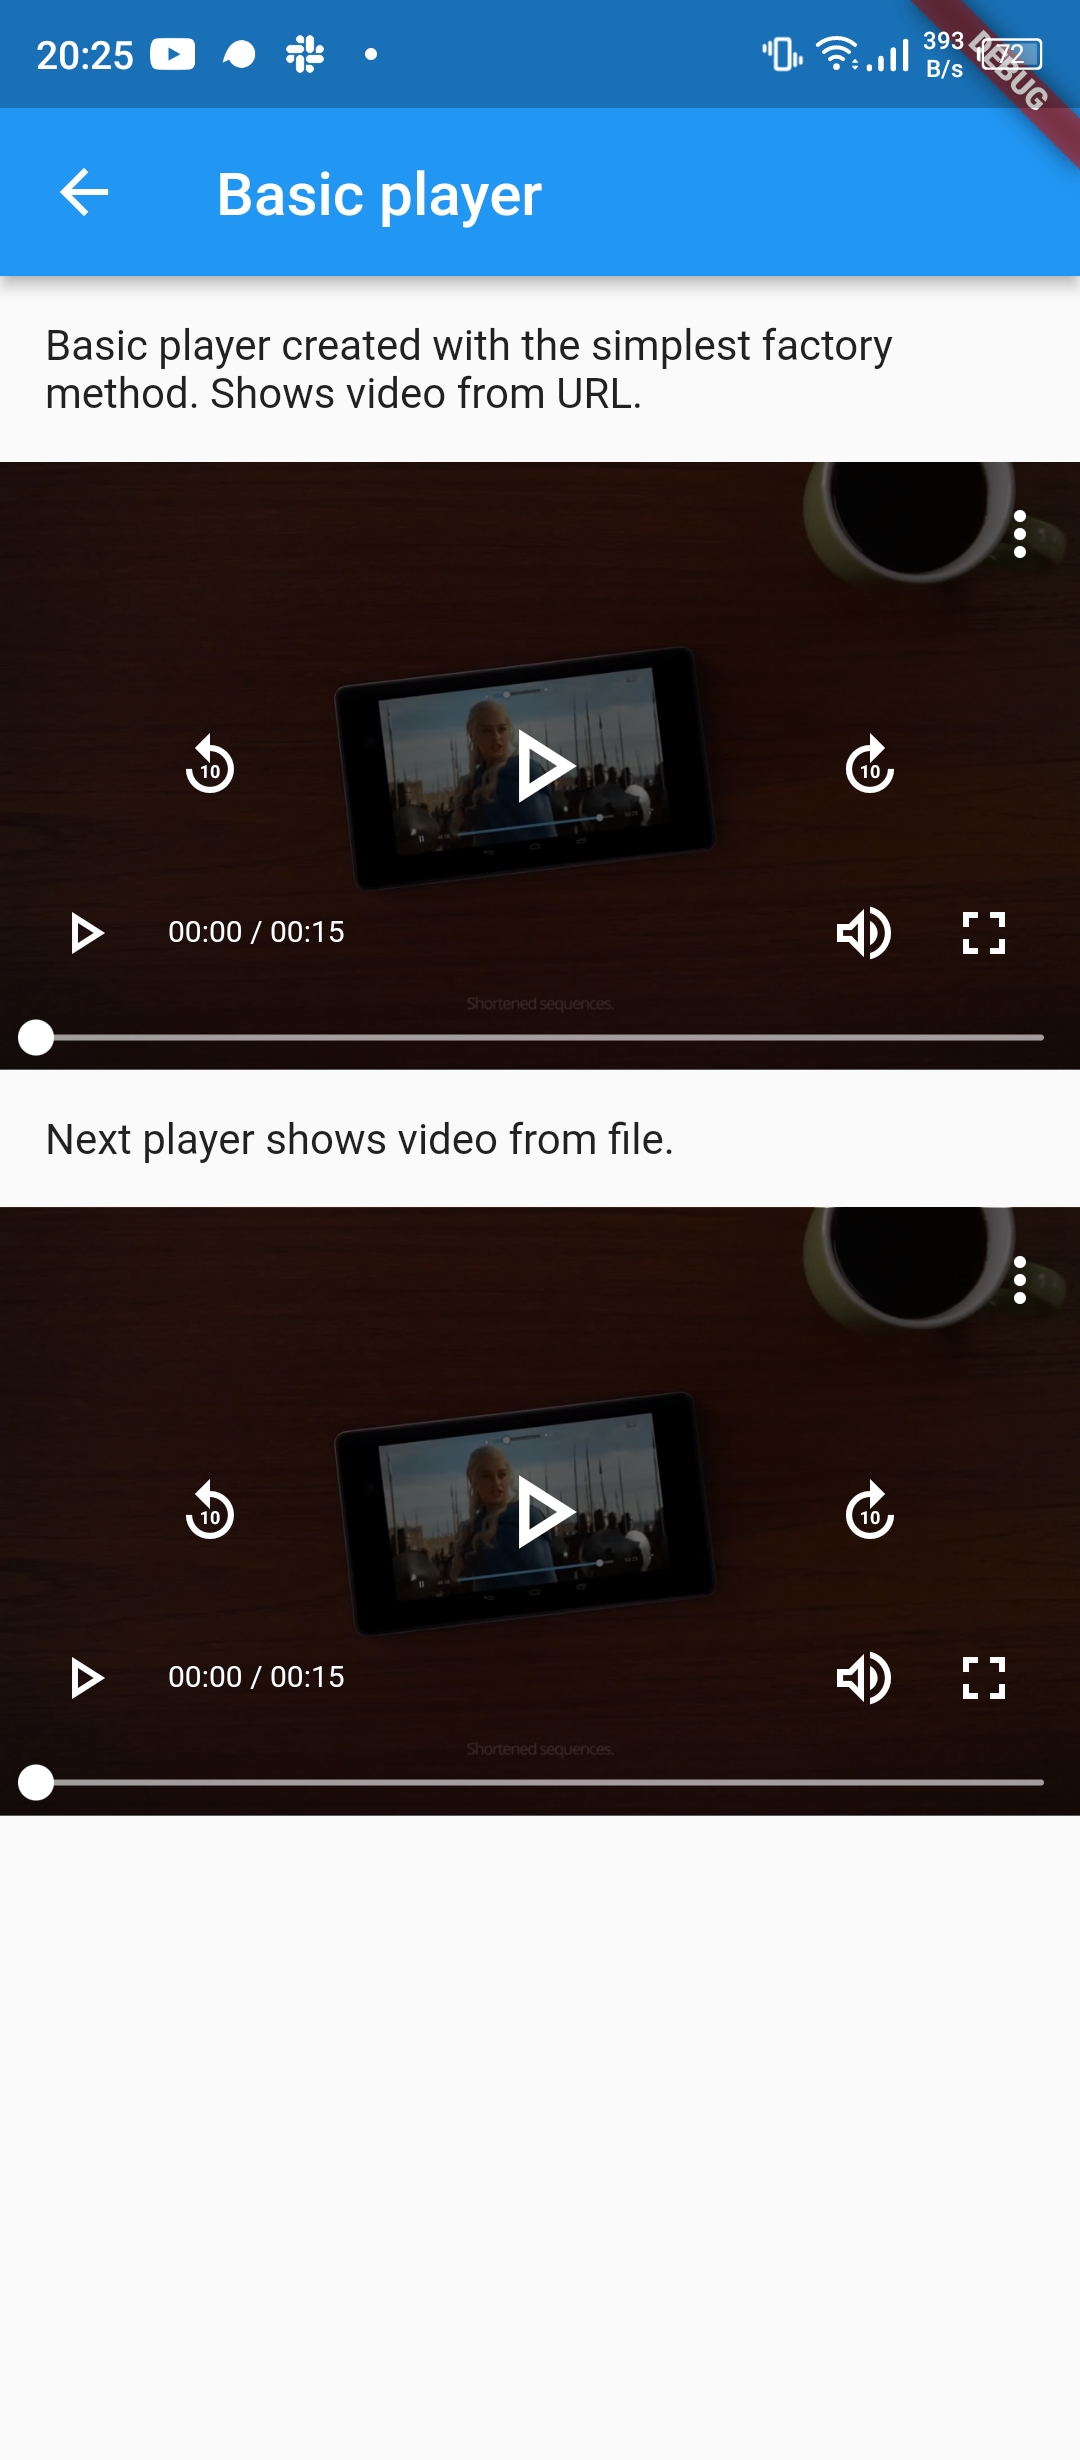 20:25
393
B/s
72
DEBUG
Basic player
Basic player created with the simplest factory
method. Shows video from URL.
10
10
00:00 / 00:15
Shortened sequences.
Next player shows video from file.
10
10
00:00 / 00:15
Shortened sequences.